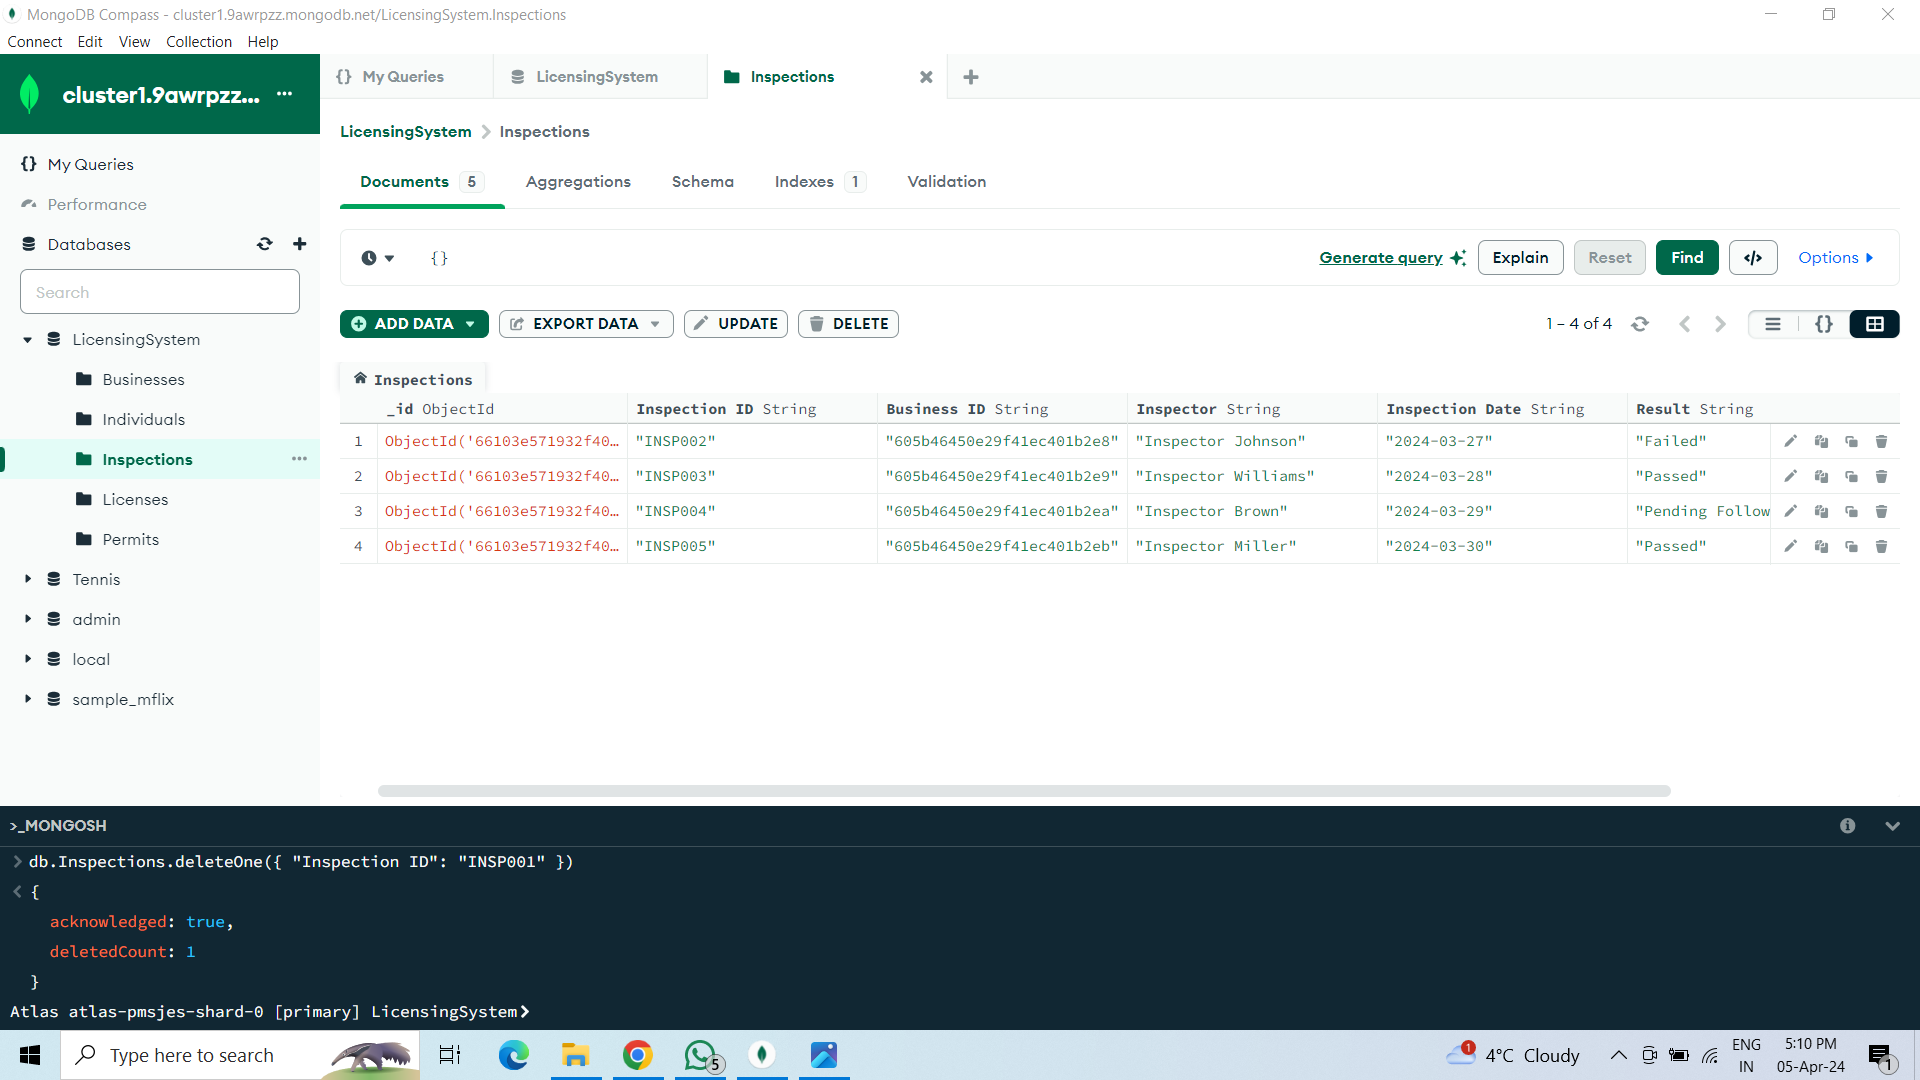 MongoDB Compass - cluster1.9awrpzz.mongodb.net/LicensingSystem.Inspections
Connect Edit View Collection Help
cluster1.9awrpzz... ...
{} My Queries
LicensingSystem
Inspections
LicensingSystem > Inspections
{} My Queries
Performance
Databases
Search
LicensingSystem
Businesses
Individuals
Inspections ...
Licenses
Permits
Tennis
admin
local
sample_mflix
Documents 5 Aggregations Schema Indexes 1 Validation
{} Generate query Explain Reset Find </> Options
ADD DATA EXPORT DATA UPDATE DELETE 1 – 4 of 4 {}
Inspections
_id ObjectId Inspection ID String Business ID String Inspector String Inspection Date String Result String
1 ObjectId('66103e571932f40… "INSP002" "605b46450e29f41ec401b2e8" "Inspector Johnson" "2024-03-27" "Failed"
2 ObjectId('66103e571932f40… "INSP003" "605b46450e29f41ec401b2e9" "Inspector Williams" "2024-03-28" "Passed"
3 ObjectId('66103e571932f40… "INSP004" "605b46450e29f41ec401b2ea" "Inspector Brown" "2024-03-29" "Pending Follow
4 ObjectId('66103e571932f40… "INSP005" "605b46450e29f41ec401b2eb" "Inspector Miller" "2024-03-30" "Passed"
>_MONGOSH
> db.Inspections.deleteOne({ "Inspection ID": "INSP001" })
< {
acknowledged: true,
deletedCount: 1
}
Atlas atlas-pmsjes-shard-0 [primary] LicensingSystem>
Type here to search
5
1
4°C Cloudy
ENG
IN
5:10 PM
05-Apr-24
1